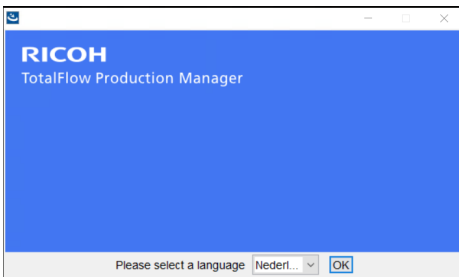 RICOH
TotalFlow Production Manager
Please select a language Nederl... OK